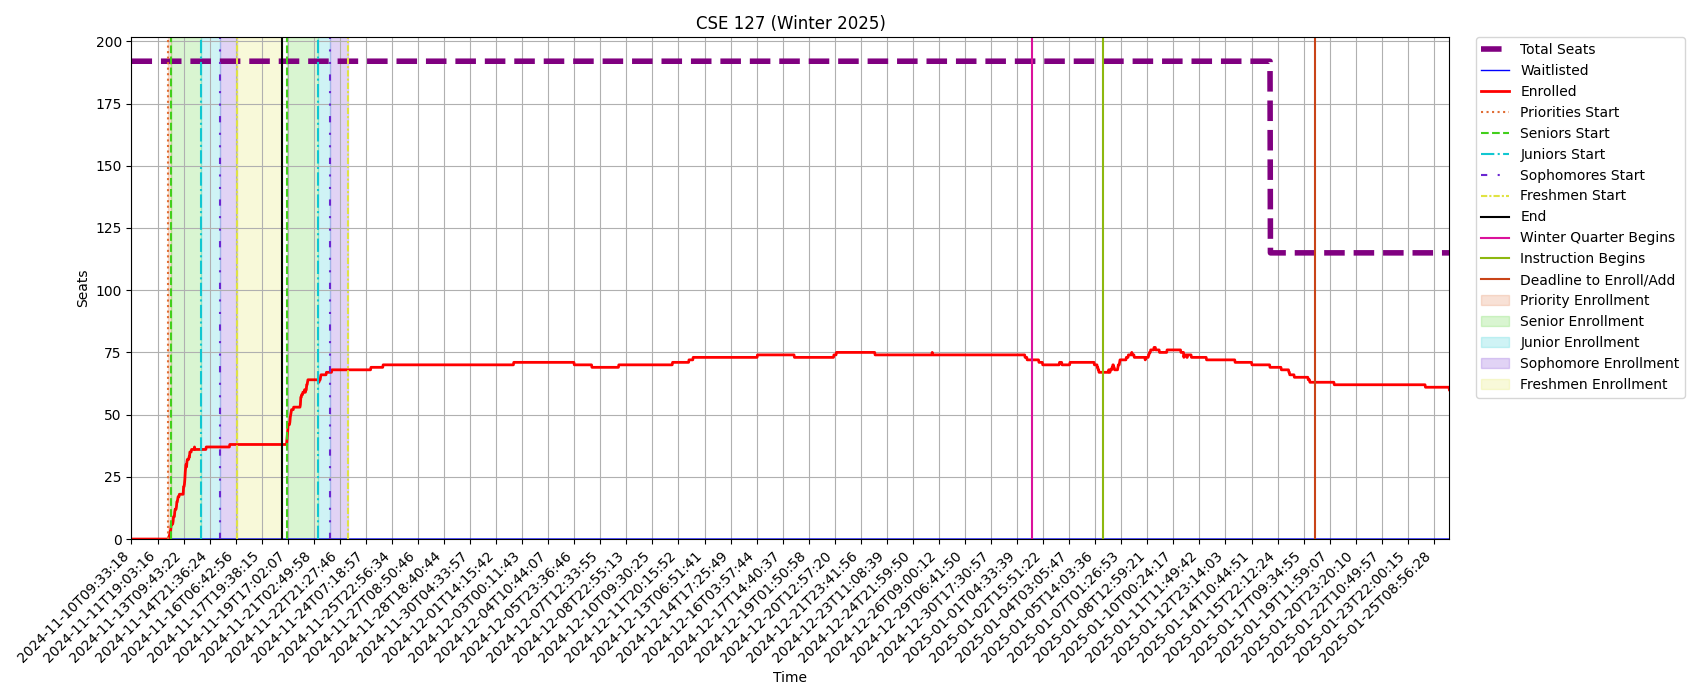 CSE 127 (Winter 2025)
200
175
150
125
100
75
50
25
0
Seats
Total Seats
Waitlisted
Enrolled
Priorities Start
Seniors Start
Juniors Start
Sophomores Start
Freshmen Start
End
Winter Quarter Begins
Instruction Begins
Deadline to Enroll/Add
Priority Enrollment
Senior Enrollment
Junior Enrollment
Sophomore Enrollment
Freshmen Enrollment
2024-11-10T09:33:18
2024-11-11T19:03:16
2024-11-13T09:43:22
2024-11-14T21:36:24
2024-11-16T06:42:56
2024-11-17T19:38:15
2024-11-19T17:02:07
2024-11-21T02:49:58
2024-11-22T21:27:46
2024-11-24T07:18:57
2024-11-25T22:56:34
2024-11-27T08:50:46
2024-11-28T18:40:44
2024-11-30T04:33:57
2024-12-01T14:15:42
2024-12-03T00:11:43
2024-12-04T10:44:07
2024-12-05T23:36:46
2024-12-07T12:33:55
2024-12-08T22:55:13
2024-12-10T09:30:25
2024-12-11T20:15:52
2024-12-13T06:51:41
2024-12-14T17:25:49
2024-12-16T03:57:44
2024-12-17T14:40:37
2024-12-19T01:50:58
2024-12-20T12:57:20
2024-12-21T23:41:56
2024-12-23T11:08:39
2024-12-24T21:59:50
2024-12-26T09:00:12
2024-12-29T06:41:50
2024-12-30T17:30:57
2025-01-01T04:33:39
2025-01-02T15:51:22
2025-01-04T03:05:47
2025-01-05T14:03:36
2025-01-07T01:26:53
2025-01-08T12:59:21
2025-01-10T00:24:17
2025-01-11T11:49:42
2025-01-12T23:14:03
2025-01-14T10:44:51
2025-01-15T22:12:24
2025-01-17T09:34:55
2025-01-19T11:59:07
2025-01-20T23:20:10
2025-01-22T10:49:57
2025-01-23T22:00:15
2025-01-25T08:56:28
Time